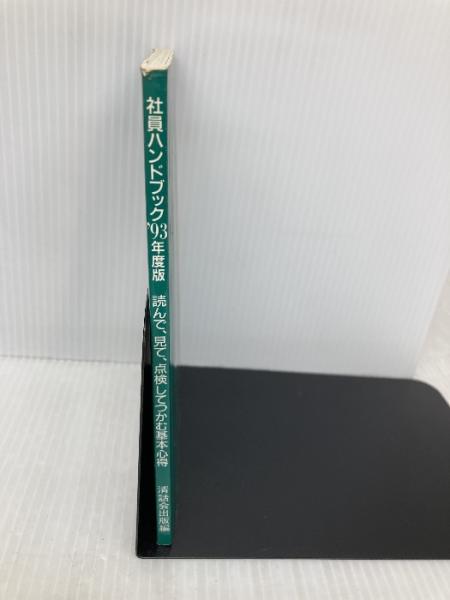 社員ハンドブック'93年度版
読んで、見て、点検してつかむ基本心得
清話会出版編